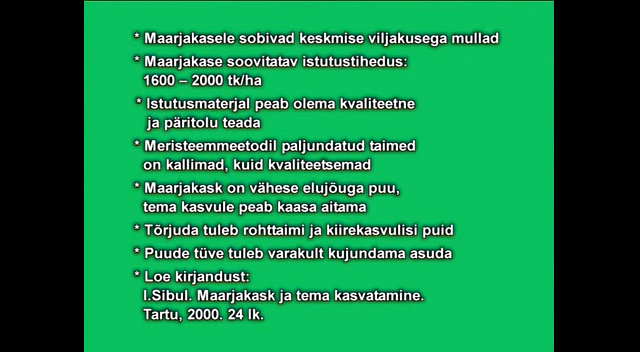 * Maarjakasele sobivad keskmise viljakusega mullad
* Maarjakase soovitatav istutustihedus:
1600 – 2000 tk/ha
* Istutusmaterjal peab olema kvaliteetne
ja päritolu teada
* Meristeemmeetodil paljundatud taimed
on kallimad, kuid kvaliteetsemad
* Maarjakask on vähese elujõuga puu,
tema kasvule peab kaasa aitama
* Tõrjuda tuleb rohttaimi ja kiirekasvulisi puid
* Puude tüve tuleb varakult kujundama asuda
* Loe kirjandust:
I.Sibul. Maarjakask ja tema kasvatamine.
Tartu, 2000. 24 lk.